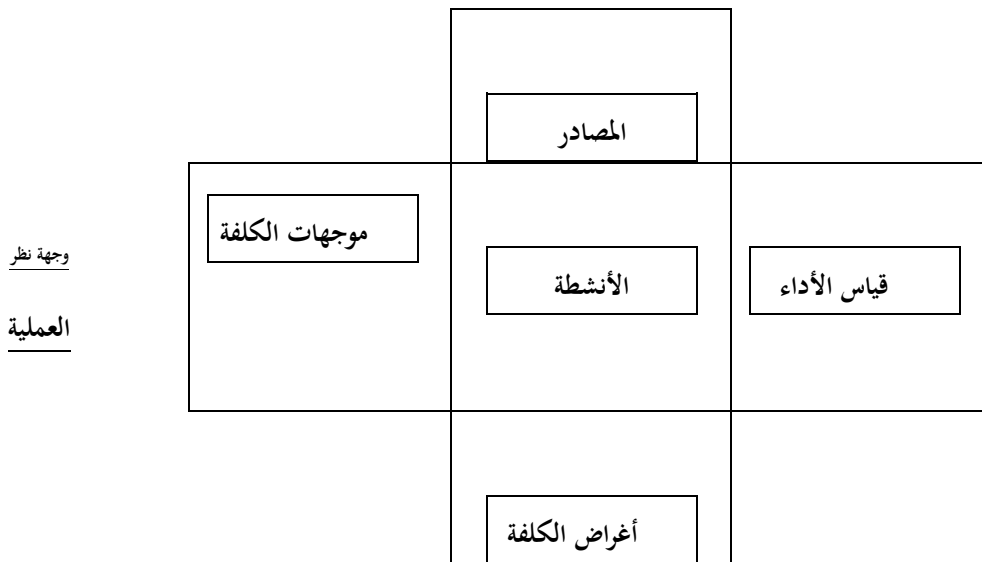 المصادر
موجهات الكلفة
وجهة نظر
الأنشطة
قياس الأداء
العملية
أغراض الكلفة